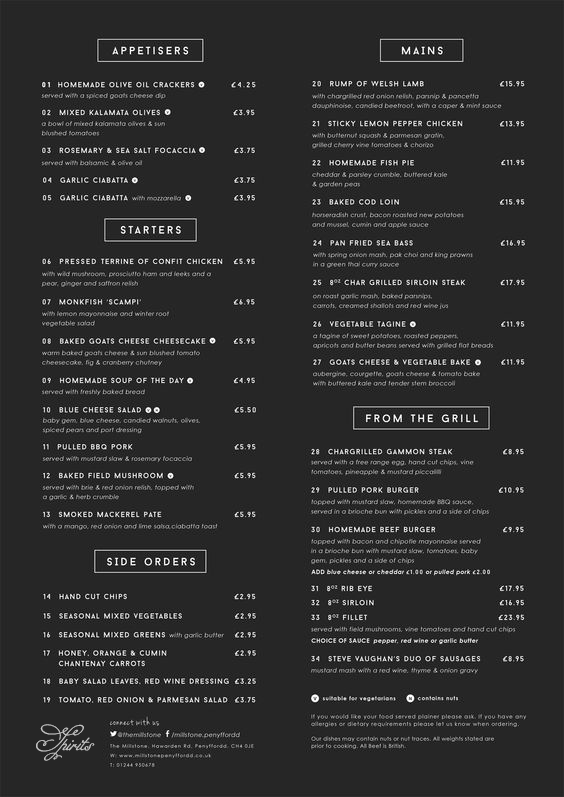 APPETISERS
01 HOMEMADE OLIVE OIL CRACKERS V £4.25
served with a spiced goats cheese dip
02 MIXED KALAMATA OLIVES V £3.95
a bowl of mixed kalamata olives & sun
blushed tomatoes
03 ROSEMARY & SEA SALT FOCACCIA V £3.75
served with balsamic & olive oil
04 GARLIC CIABATTA V £3.75
05 GARLIC CIABATTA with mozzarella V £3.95
STARTERS
06 PRESSED TERRINE OF CONFIT CHICKEN £5.95
with wild mushroom, prosciutto ham and leeks and a
pear, ginger and saffron relish
07 MONKFISH 'SCAMPI' £6.95
with lemon mayonnaise and winter root
vegetable salad
08 BAKED GOATS CHEESE CHEESECAKE V £5.95
warm baked goats cheese & sun blushed tomato
cheesecake, fig & cranberry chutney
09 HOMEMADE SOUP OF THE DAY V £4.95
served with freshly baked bread
10 BLUE CHEESE SALAD V N £5.50
baby gem, blue cheese, candied walnuts, olives,
spiced pears and port dressing
11 PULLED BBQ PORK £5.95
served with mustard slaw & rosemary focaccia
12 BAKED FIELD MUSHROOM V £5.95
served with brie & red onion relish, topped with
a garlic & herb crumble
13 SMOKED MACKEREL PATE £5.95
with a mango, red onion and lime salsa,ciabatta toast
SIDE ORDERS
14 HAND CUT CHIPS £2.95
15 SEASONAL MIXED VEGETABLES £2.95
16 SEASONAL MIXED GREENS with garlic butter £2.95
17 HONEY, ORANGE & CUMIN £2.95
CHANTENAY CARROTS
18 BABY SALAD LEAVES, RED WINE DRESSING £3.25
19 TOMATO, RED ONION & PARMESAN SALAD £3.75
Spirits
connect with us
@themillstone f /millstone.penyffordd
The Millstone, Hawarden Rd, Penyffordd, CH4 0JE
W: www.millstonepenyffordd.co.uk
T: 01244 950678
MAINS
20 RUMP OF WELSH LAMB £15.95
with chargrilled red onion relish, pannip & pancetta
dauphinoise, candied beetroot, with a caper & mint sauce
21 STICKY LEMON PEPPER CHICKEN £13.95
with butternut squash & parmesan gratin,
grilled cherry vine tomatoes & chorizo
22 HOMEMADE FISH PIE £11.95
cheddar & parsley crumble, buttered kale
& garden peas
23 BAKED COD LOIN £15.95
horseradish crust, bacon roasted new potatoes
and mussel, currin and apple sauce
24 PAN FRIED SEA BASS £16.95
with spring onion mash, pak choi and king prawns
in a green thai curry sauce
25 8oz CHAR GRILLED SIRLOIN STEAK £17.95
on roast garlic mash, baked parsnips,
carrots, creamed shallots and red wine jus
26 VEGETABLE TAGINE V £11.95
a tagine of sweet potatoes, roasted peppers,
apricots and butter beans served with grilled flat breads
27 GOATS CHEESE & VEGETABLE BAKE V £11.95
aubergine, courgette, goats cheese & tomato bake
with buttered kale and tender stem broccoli
FROM THE GRILL
28 CHARGRILLED GAMMON STEAK £8.95
served with a free range egg, hand cut chips, vine
tomatoes, pineapple & mustard piccalilli
29 PULLED PORK BURGER £10.95
topped with mustard slaw, homemade BBQ sauce,
served in a brioche bun with pickles and a side of chips
30 HOMEMADE BEEF BURGER £9.95
topped with bacon and chipotle mayonnaise served
in a brioche bun with mustard slaw, tomatoes, baby
gem, pickles and a side of chips
ADD blue cheese or cheddar £1.00 or pulled pork £2.00
31 8oz RIB EYE £17.95
32 8oz SIRLOIN £16.95
33 8oz FILLET £23.95
served with field mushrooms, vine tomatoes and hand cut chips
CHOICE OF SAUCE pepper, red wine or garlic butter
34 STEVE VAUGHAN'S DUO OF SAUSAGES £8.95
mustard mash with a red wine, thyme & onion gravy
V suitable for vegetarians N contains nuts
If you would like your food served plainer please ask. If you have any
allergies or dietary requirements please let us know when ordering.
Our dishes may contain nuts or nut traces. All weights stated are
prior to cooking. All Beef is British.